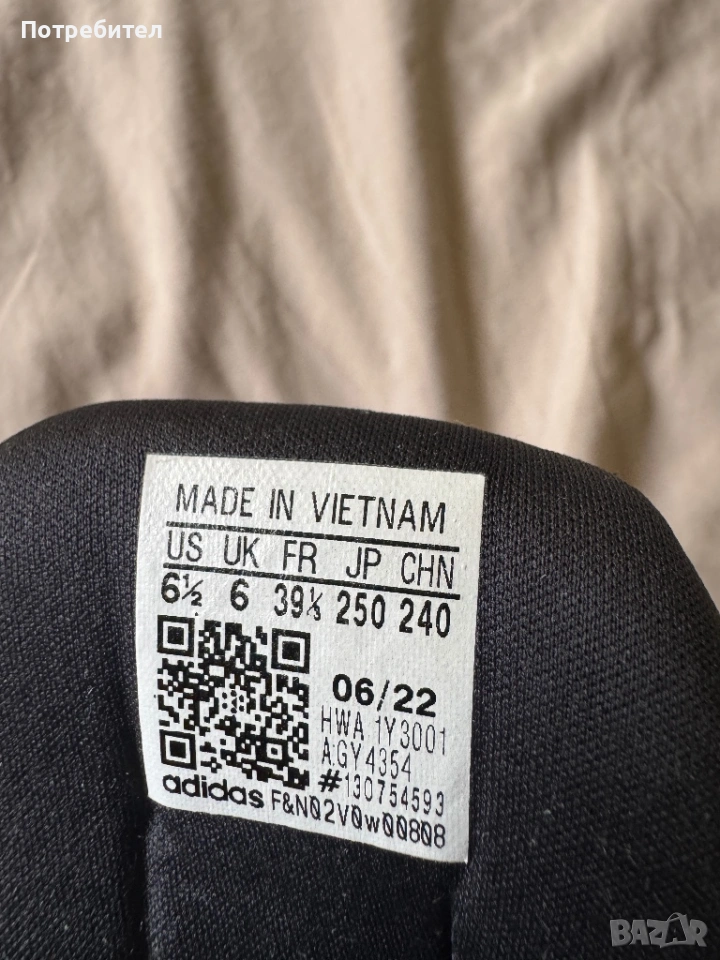 Потребител
MADE IN VIETNAM
US UK FR JP CHN
6½ 6 39⅓ 250 240
06/22
HWA 1Y3001
A.GY4354
#130754593
adidas F&N02V0w00808
BAZAR